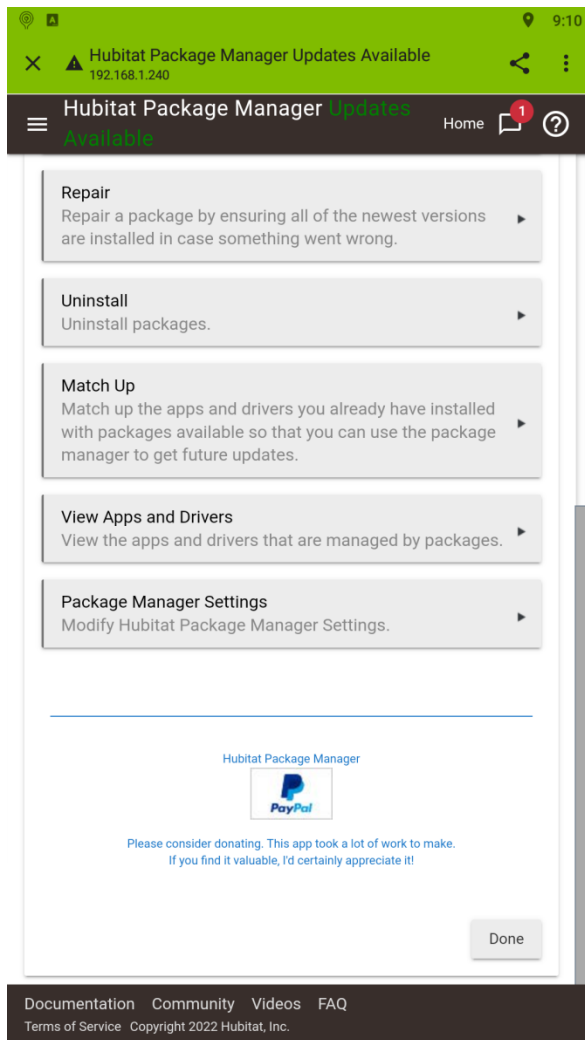 A
9:10
Hubitat Package Manager Updates Available
192.168.1.240
Hubitat Package Manager Updates
Available
Home
1
Repair
Repair a package by ensuring all of the newest versions
are installed in case something went wrong.
Uninstall
Uninstall packages.
Match Up
Match up the apps and drivers you already have installed
with packages available so that you can use the package
manager to get future updates.
View Apps and Drivers
View the apps and drivers that are managed by packages.
Package Manager Settings
Modify Hubitat Package Manager Settings.
Hubitat Package Manager
PayPal
Please consider donating. This app took a lot of work to make.
If you find it valuable, I'd certainly appreciate it!
Done
Documentation Community Videos FAQ
Terms of Service Copyright 2022 Hubitat, Inc.